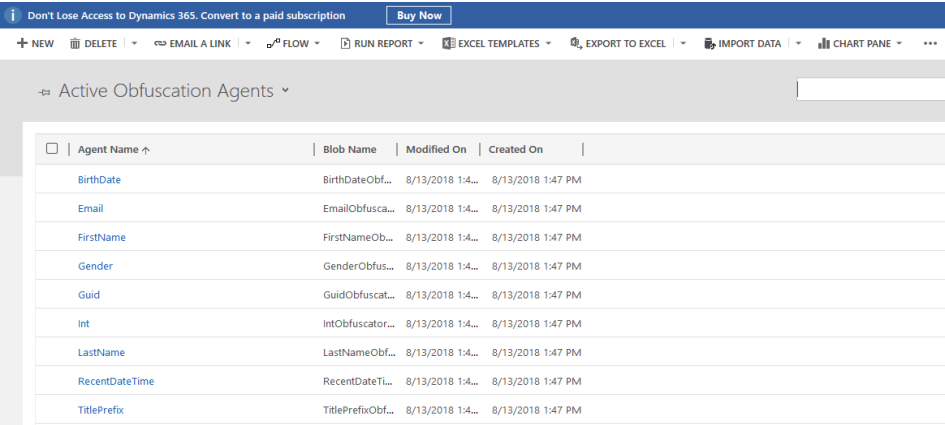 Don't Lose Access to Dynamics 365. Convert to a paid subscription Buy Now
NEW DELETE EMAIL A LINK FLOW RUN REPORT EXCEL TEMPLATES EXPORT TO EXCEL IMPORT DATA CHART PANE ...
Active Obfuscation Agents
Agent Name Blob Name Modified On Created On
BirthDate BirthDateObf... 8/13/2018 1:4... 8/13/2018 1:47 PM
Email EmailObfusca... 8/13/2018 1:4... 8/13/2018 1:47 PM
FirstName FirstNameOb... 8/13/2018 1:4... 8/13/2018 1:47 PM
Gender GenderObfus... 8/13/2018 1:4... 8/13/2018 1:47 PM
Guid GuidObfuscat... 8/13/2018 1:4... 8/13/2018 1:47 PM
Int IntObfuscator... 8/13/2018 1:4... 8/13/2018 1:47 PM
LastName LastNameObf... 8/13/2018 1:4... 8/13/2018 1:47 PM
RecentDateTime RecentDateTi... 8/13/2018 1:4... 8/13/2018 1:47 PM
TitlePrefix TitlePrefixObf... 8/13/2018 1:4... 8/13/2018 1:47 PM